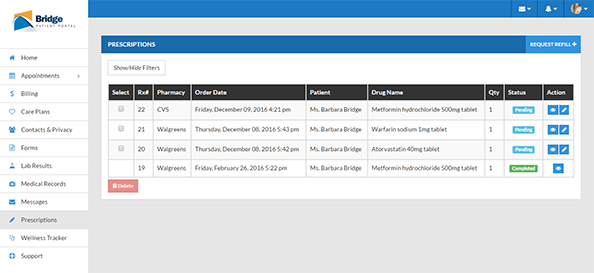 Bridge
PATIENT PORTAL
Home
Appointments
Billing
Care Plans
Contacts & Privacy
Forms
Lab Results
Medical Records
Messages
Prescriptions
Wellness Tracker
Support
PRESCRIPTIONS
REQUEST REFILL +
Show/Hide Filters
Select Rx# Pharmacy Order Date Patient Drug Name Qty Status Action
22 CVS Friday, December 09, 2016 4:21 pm Ms. Barbara Bridge Metformin hydrochloride 500mg tablet 1 Pending
21 Walgreens Thursday, December 08, 2016 5:43 pm Ms. Barbara Bridge Warfarin sodium 1mg tablet 1 Pending
20 Walgreens Thursday, December 08, 2016 5:42 pm Ms. Barbara Bridge Atorvastatin 40mg tablet 1 Pending
19 Walgreens Friday, February 26, 2016 5:22 pm Ms. Barbara Bridge Metformin hydrochloride 500mg tablet 1 Completed
Delete